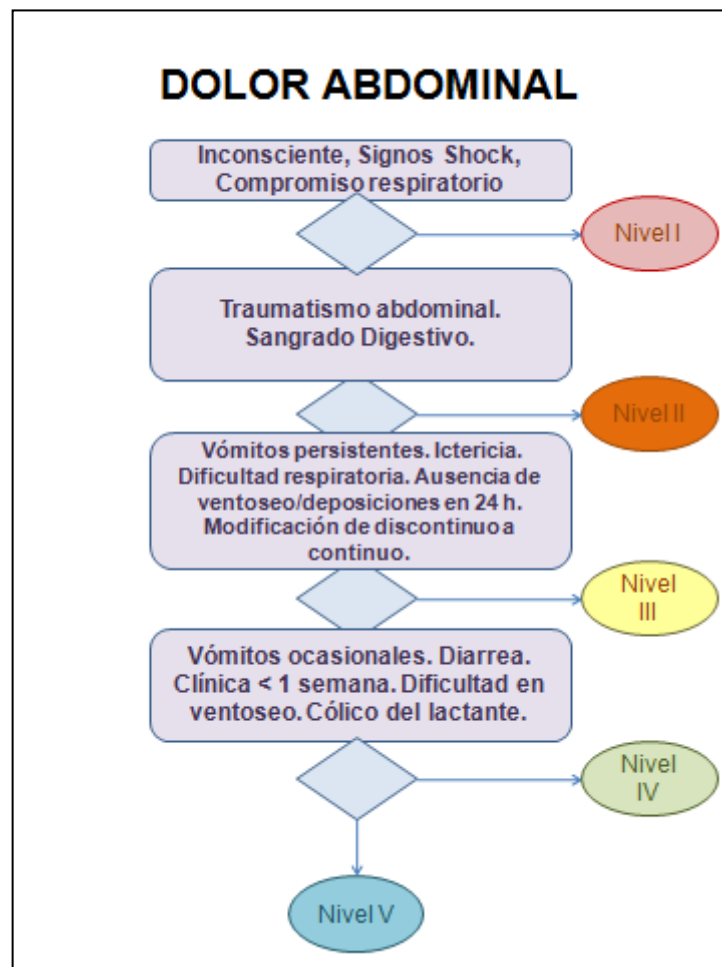 DOLOR ABDOMINAL
Inconsciente, Signos Shock,
Compromiso respiratorio
Nivel I
Traumatismo abdominal.
Sangrado Digestivo.
Nivel II
Vómitos persistentes. Ictericia.
Dificultad respiratoria. Ausencia de
ventoseo/deposiciones en 24 h.
Modificación de discontinuo a
continuo.
Nivel
III
Vómitos ocasionales. Diarrea.
Clínica < 1 semana. Dificultad en
ventoseo. Cólico del lactante.
Nivel
IV
Nivel V